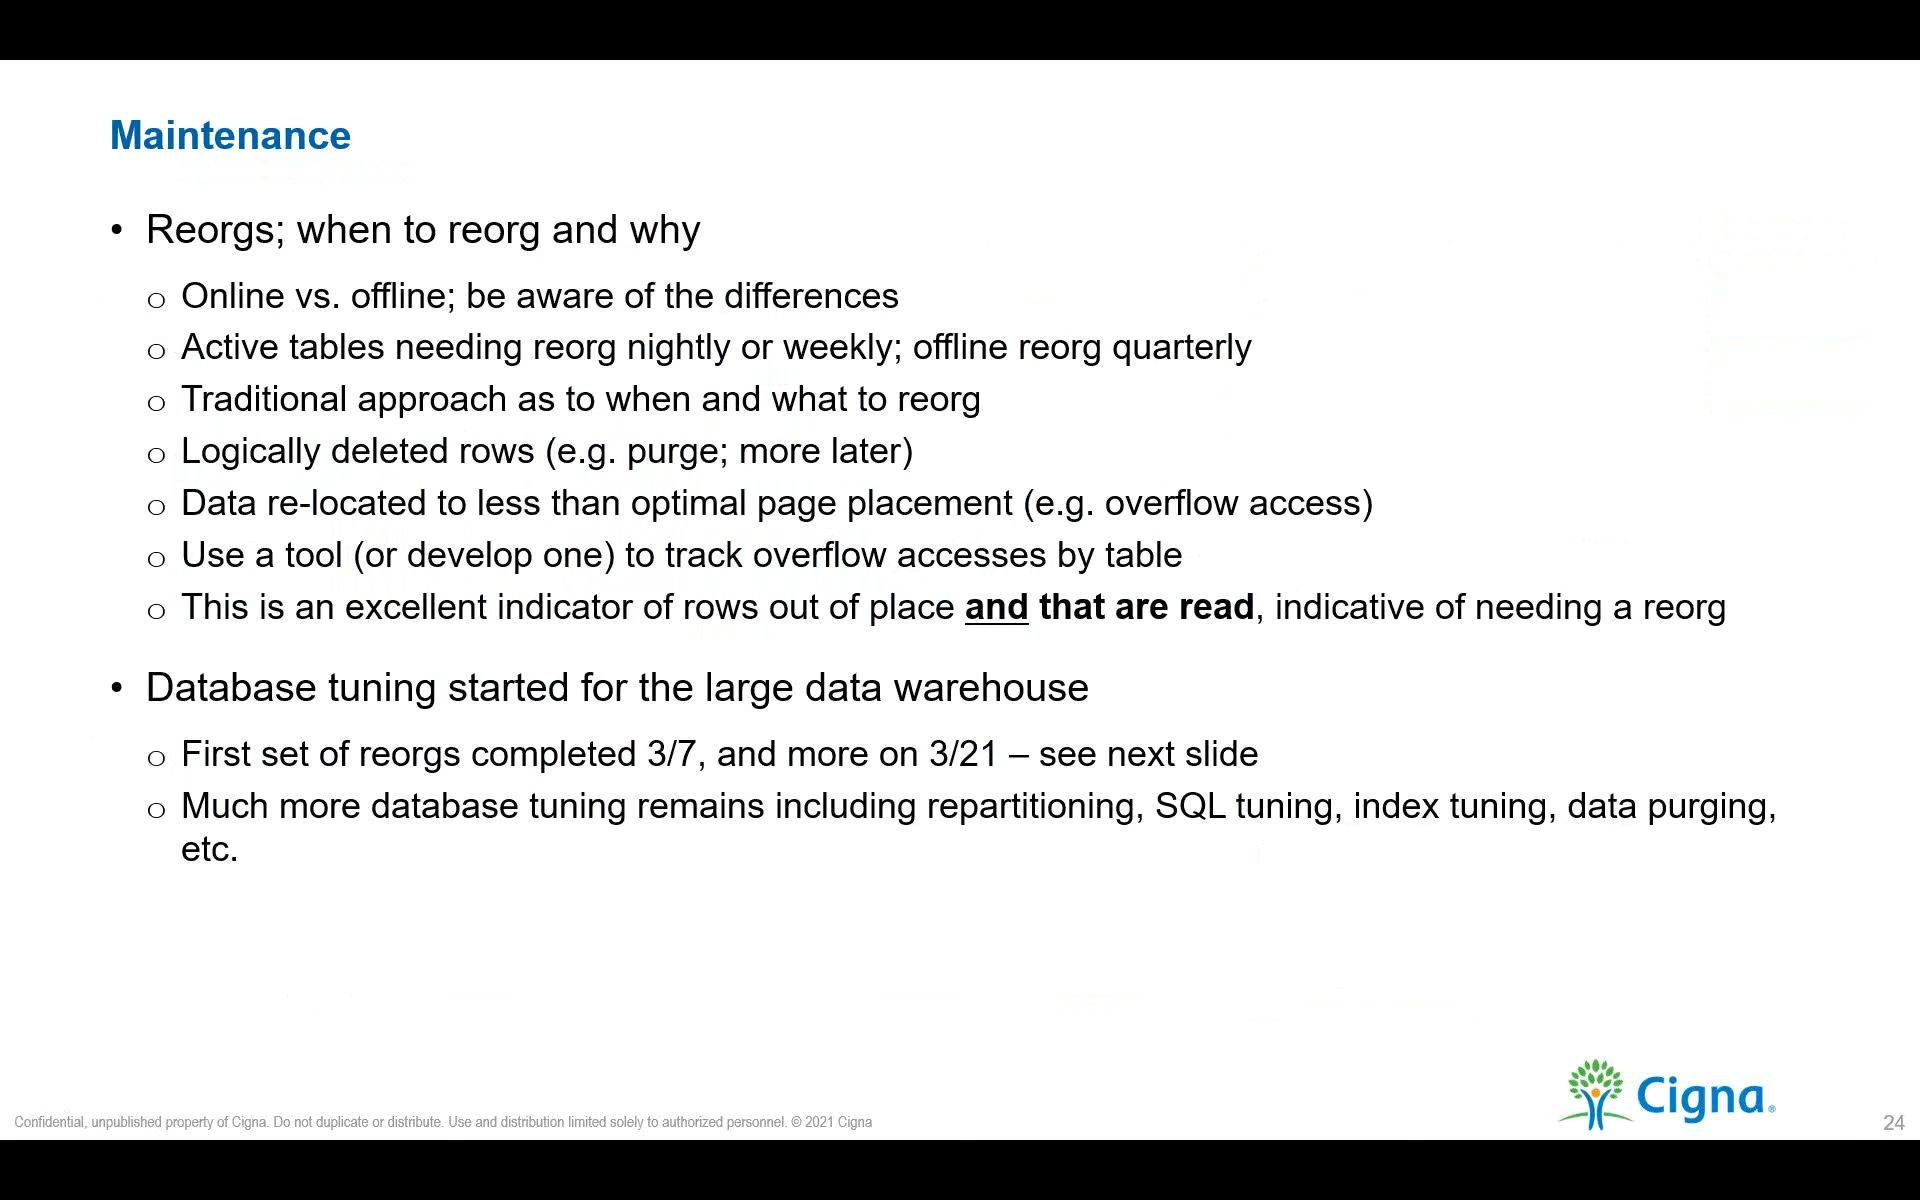 Maintenance
• Reorgs; when to reorg and why
o Online vs. offline; be aware of the differences
o Active tables needing reorg nightly or weekly; offline reorg quarterly
o Traditional approach as to when and what to reorg
o Logically deleted rows (e.g. purge; more later)
o Data re-located to less than optimal page placement (e.g. overflow access)
o Use a tool (or develop one) to track overflow accesses by table
o This is an excellent indicator of rows out of place and that are read, indicative of needing a reorg
• Database tuning started for the large data warehouse
o First set of reorgs completed 3/7, and more on 3/21 – see next slide
o Much more database tuning remains including repartitioning, SQL tuning, index tuning, data purging,
etc.
Cigna®
Confidential, unpublished property of Cigna. Do not duplicate or distribute. Use and distribution limited solely to authorized personnel. © 2021 Cigna
24